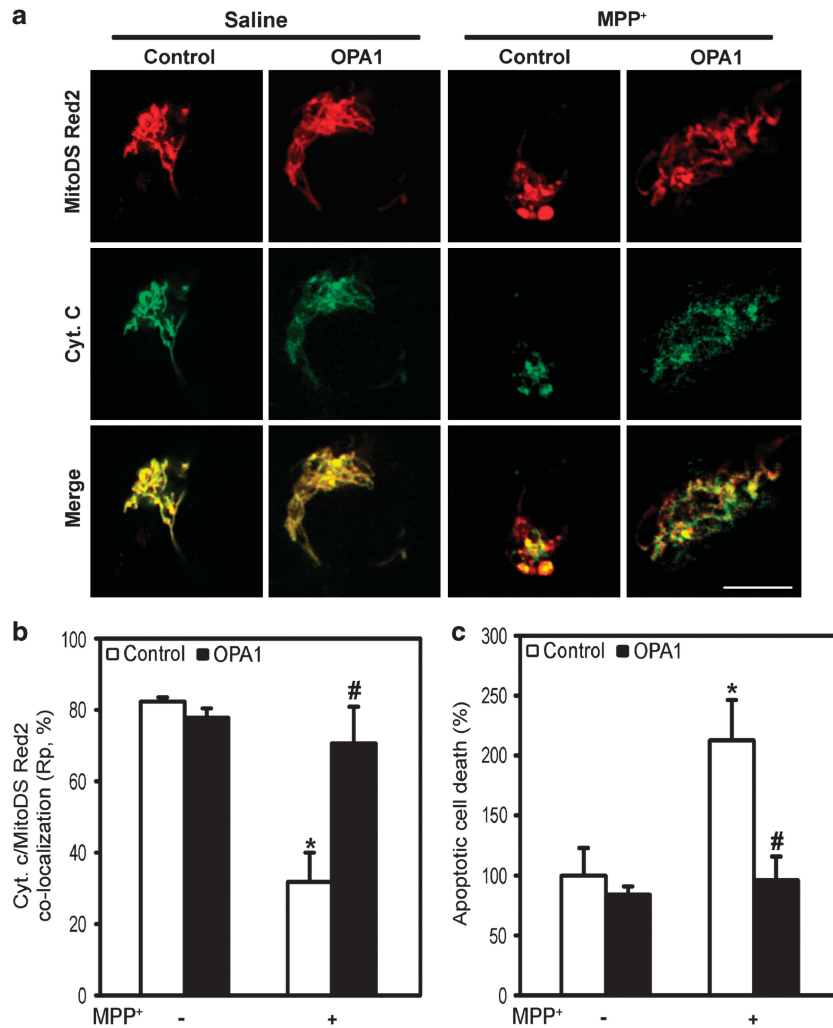 a
Saline MPP⁺
Control OPA1 Control OPA1
MitoDS Red2
Cyt. C
Merge
b
Cyt. c/MitoDS Red2
co-localization (Rp, %)
100
80
60
40
20
0
Control OPA1
*
#
MPP⁺ - +
c
Apoptotic cell death (%)
300
250
200
150
100
50
0
Control OPA1
*
#
MPP⁺ - +